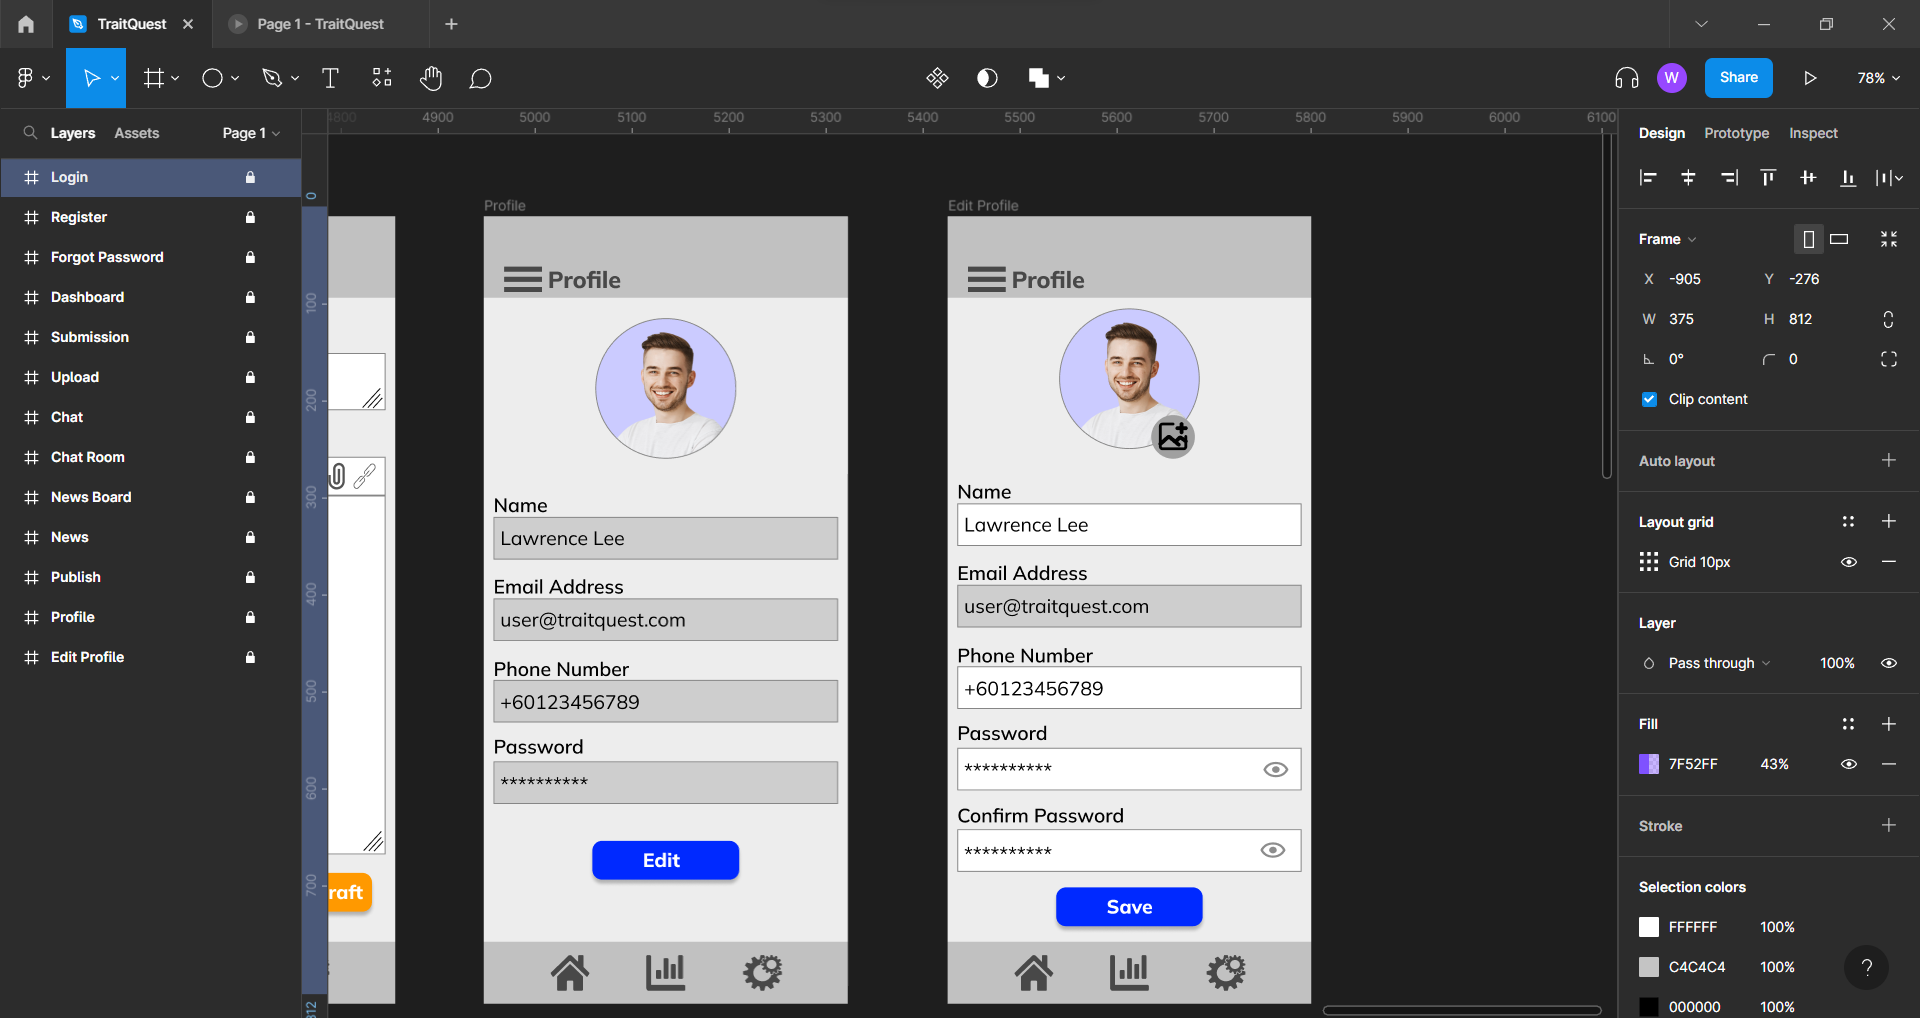 TraitQuest
Page 1 - TraitQuest
W
Share
78%
Layers
Assets
Page 1
Login
Register
Forgot Password
Dashboard
Submission
Upload
Chat
Chat Room
News Board
News
Publish
Profile
Edit Profile
4800 4900 5000 5100 5200 5300 5400 5500 5600 5700 5800 5900 6000 6100
0
100
200
300
400
500
600
700
812
raft
Profile
Profile
Name
Lawrence Lee
Email Address
user@traitquest.com
Phone Number
+60123456789
Password
**********
Edit
Edit Profile
Profile
Name
Lawrence Lee
Email Address
user@traitquest.com
Phone Number
+60123456789
Password
**********
Confirm Password
**********
Save
Design
Prototype
Inspect
Frame
X -905
Y -276
W 375
H 812
0°
0
Clip content
Auto layout
Layout grid
Grid 10px
Layer
Pass through 100%
Fill
7F52FF 43%
Stroke
Selection colors
FFFFFF 100%
C4C4C4 100%
000000 100%
?